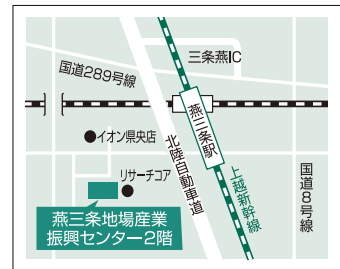 三条燕IC
国道289号線
燕三条駅
イオン県央店
北陸自動車道
リサーチコア
上越新幹線
国道8号線
燕三条地場産業
振興センター2階